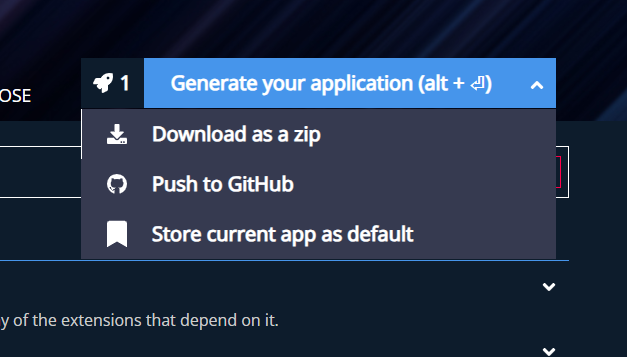 OSE
1
Generate your application (alt + ⏎)
Download as a zip
Push to GitHub
Store current app as default
y of the extensions that depend on it.